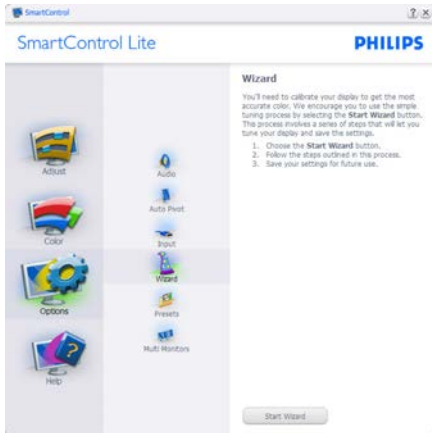 SmartControl
SmartControl Lite
PHILIPS
Adjust
Color
Options
Help
Audio
Auto Pivot
Input
Wizard
Presets
Multi Monitors
Wizard
You'll need to calibrate your display to get the most
accurate color. We encourage you to use the simple
tuning process by selecting the Start Wizard button.
This process involves a series of steps that will let you
tune your display and save the settings.
1. Choose the Start Wizard button.
2. Follow the steps outlined in this process.
3. Save your settings for future use.
Start Wizard